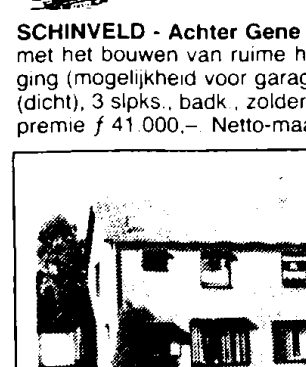 SCHINVELD - Achter Gene
met het bouwen van ruime h
ging (mogelijkheid voor garag
(dicht), 3 slpks., badk., zolder
premie ƒ 41.000,–. Netto-maa